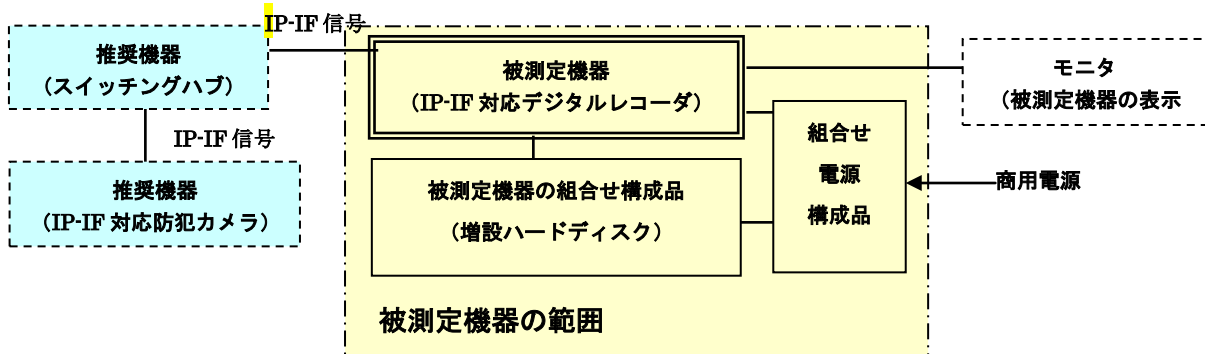 IP-IF 信号
推奨機器
（スイッチングハブ）
IP-IF 信号
推奨機器
（IP-IF 対応防犯カメラ）
被測定機器
（IP-IF 対応デジタルレコーダ）
被測定機器の組合せ構成品
（増設ハードディスク）
組合せ
電源
構成品
モニタ
（被測定機器の表示
商用電源
被測定機器の範囲